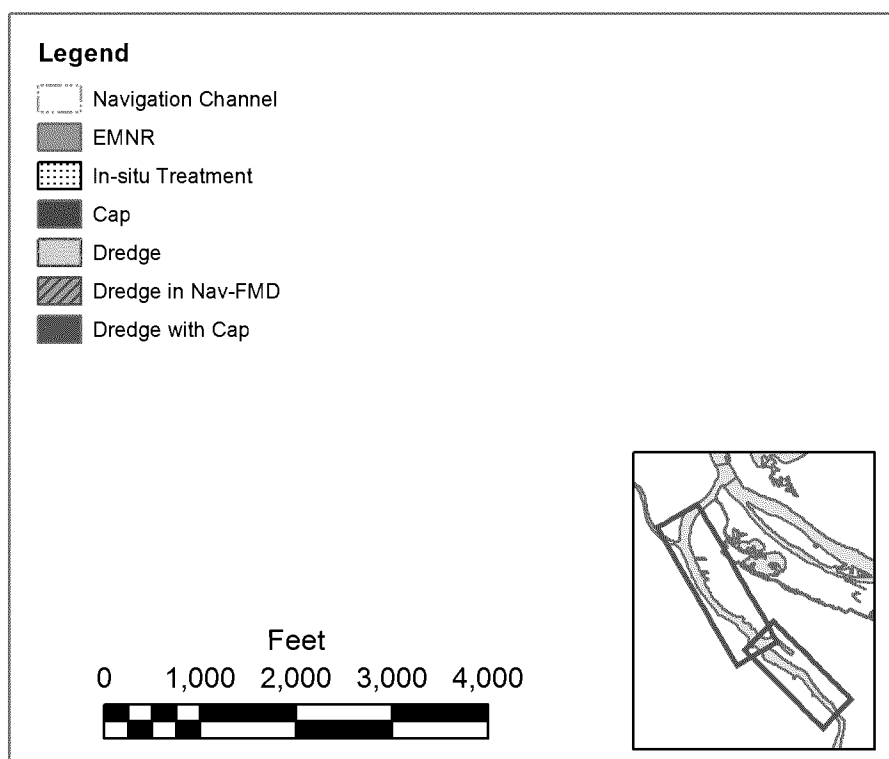 Legend
Navigation Channel
EMNR
In-situ Treatment
Cap
Dredge
Dredge in Nav-FMD
Dredge with Cap
Feet
0 1,000 2,000 3,000 4,000